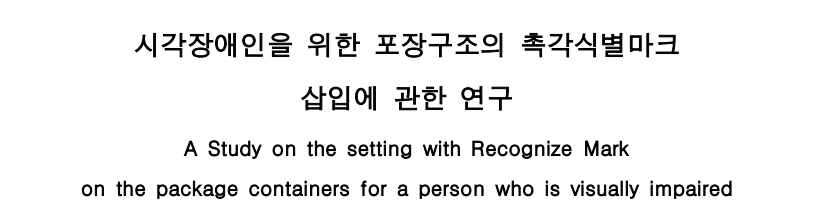 시각장애인을 위한 포장구조의 촉각식별마크
삽입에 관한 연구
A Study on the setting with Recognize Mark
on the package containers for a person who is visually impaired